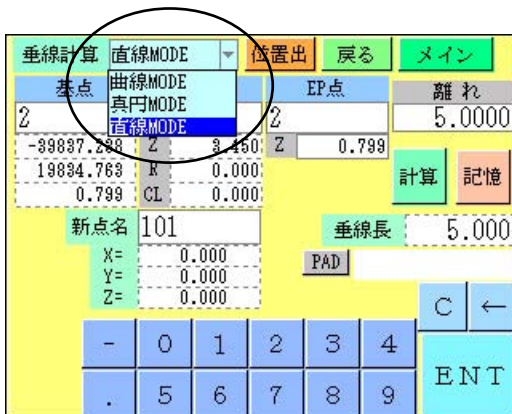 垂線計算 直線MODE 位置出 戻る メイン
曲線MODE
真円MODE
直線MODE
基点 EP点 離れ
2 2 5.0000
-39837.238 Z 3.450 Z 0.799
19834.763 R 0.000
0.799 CL 0.000
計算 記憶
新点名 101 垂線長 5.000
X= 0.000
Y= 0.000
Z= 0.000
PAD
C ←
- 0 1 2 3 4
. 5 6 7 8 9
ENT